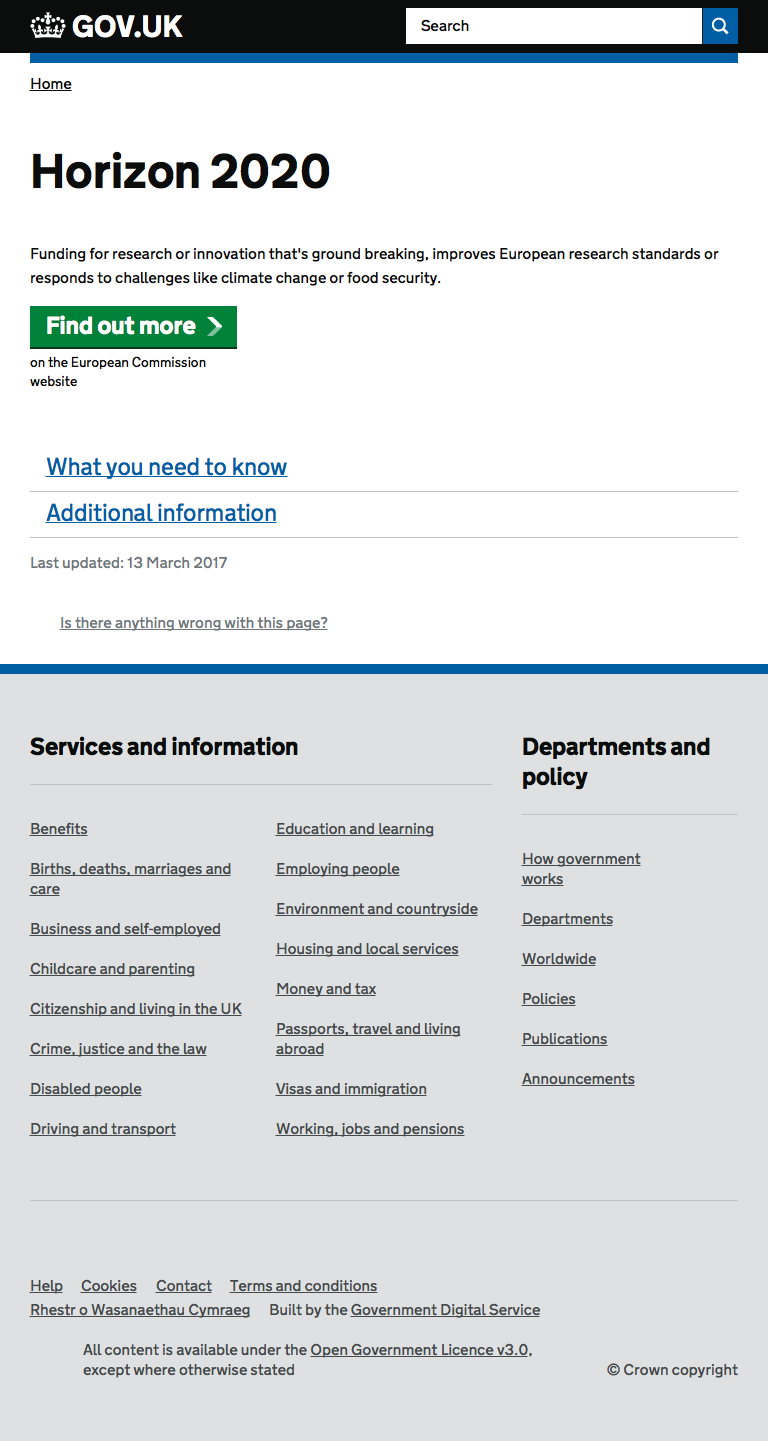 GOV.UK
Search
Home
Horizon 2020
Funding for research or innovation that's ground breaking, improves European research standards or
responds to challenges like climate change or food security.
Find out more
on the European Commission
website
What you need to know
Additional information
Last updated: 13 March 2017
Is there anything wrong with this page?
Services and information
Benefits
Births, deaths, marriages and
care
Business and self-employed
Childcare and parenting
Citizenship and living in the UK
Crime, justice and the law
Disabled people
Driving and transport
Education and learning
Employing people
Environment and countryside
Housing and local services
Money and tax
Passports, travel and living
abroad
Visas and immigration
Working, jobs and pensions
Departments and
policy
How government
works
Departments
Worldwide
Policies
Publications
Announcements
Help Cookies Contact Terms and conditions
Rhestr o Wasanaethau Cymraeg Built by the Government Digital Service
All content is available under the Open Government Licence v3.0,
except where otherwise stated
© Crown copyright